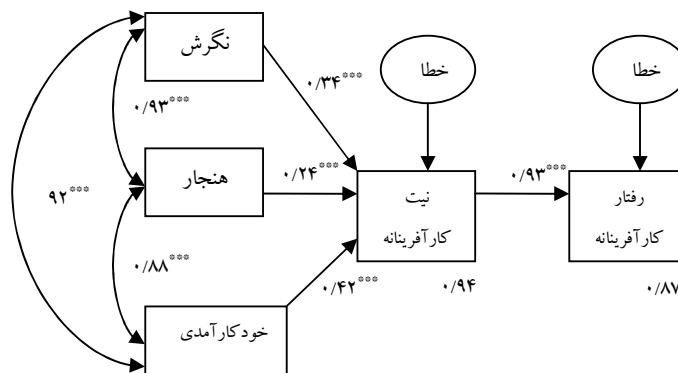 نگرش
خطا
خطا
۰/۳۴***
۰/۹۳***
هنجار
۰/۲۴***
نیت
کارآفرینانه
۰/۹۳***
رفتار
کارآفرینانه
۹۲***
۰/۸۸***
۰/۴۲***
۰/۹۴
۰/۸۷
خودکارآمدی